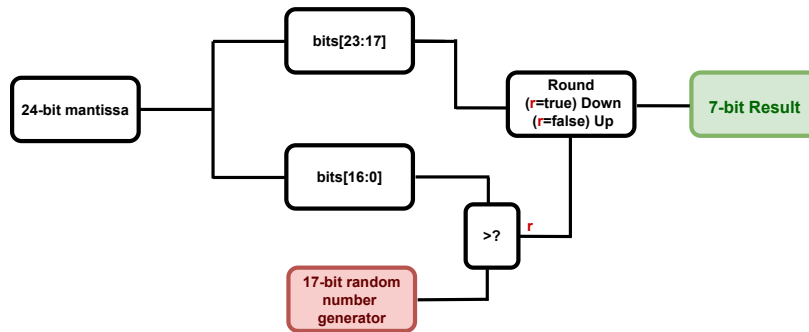 24-bit mantissa
bits[23:17]
bits[16:0]
17-bit random
number
generator
>?
r
Round
(r=true) Down
(r=false) Up
7-bit Result